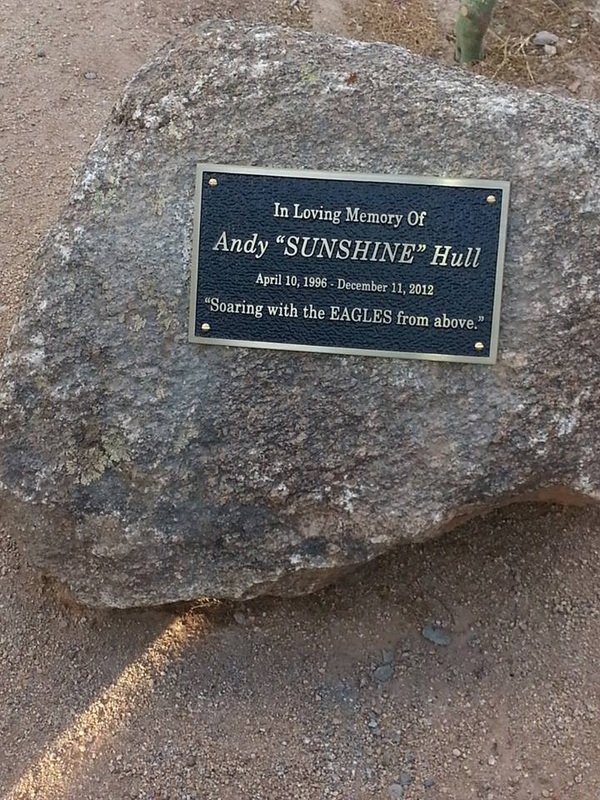 In Loving Memory Of
Andy “SUNSHINE” Hull
April 10, 1996 - December 11, 2012
“Soaring with the EAGLES from above.”